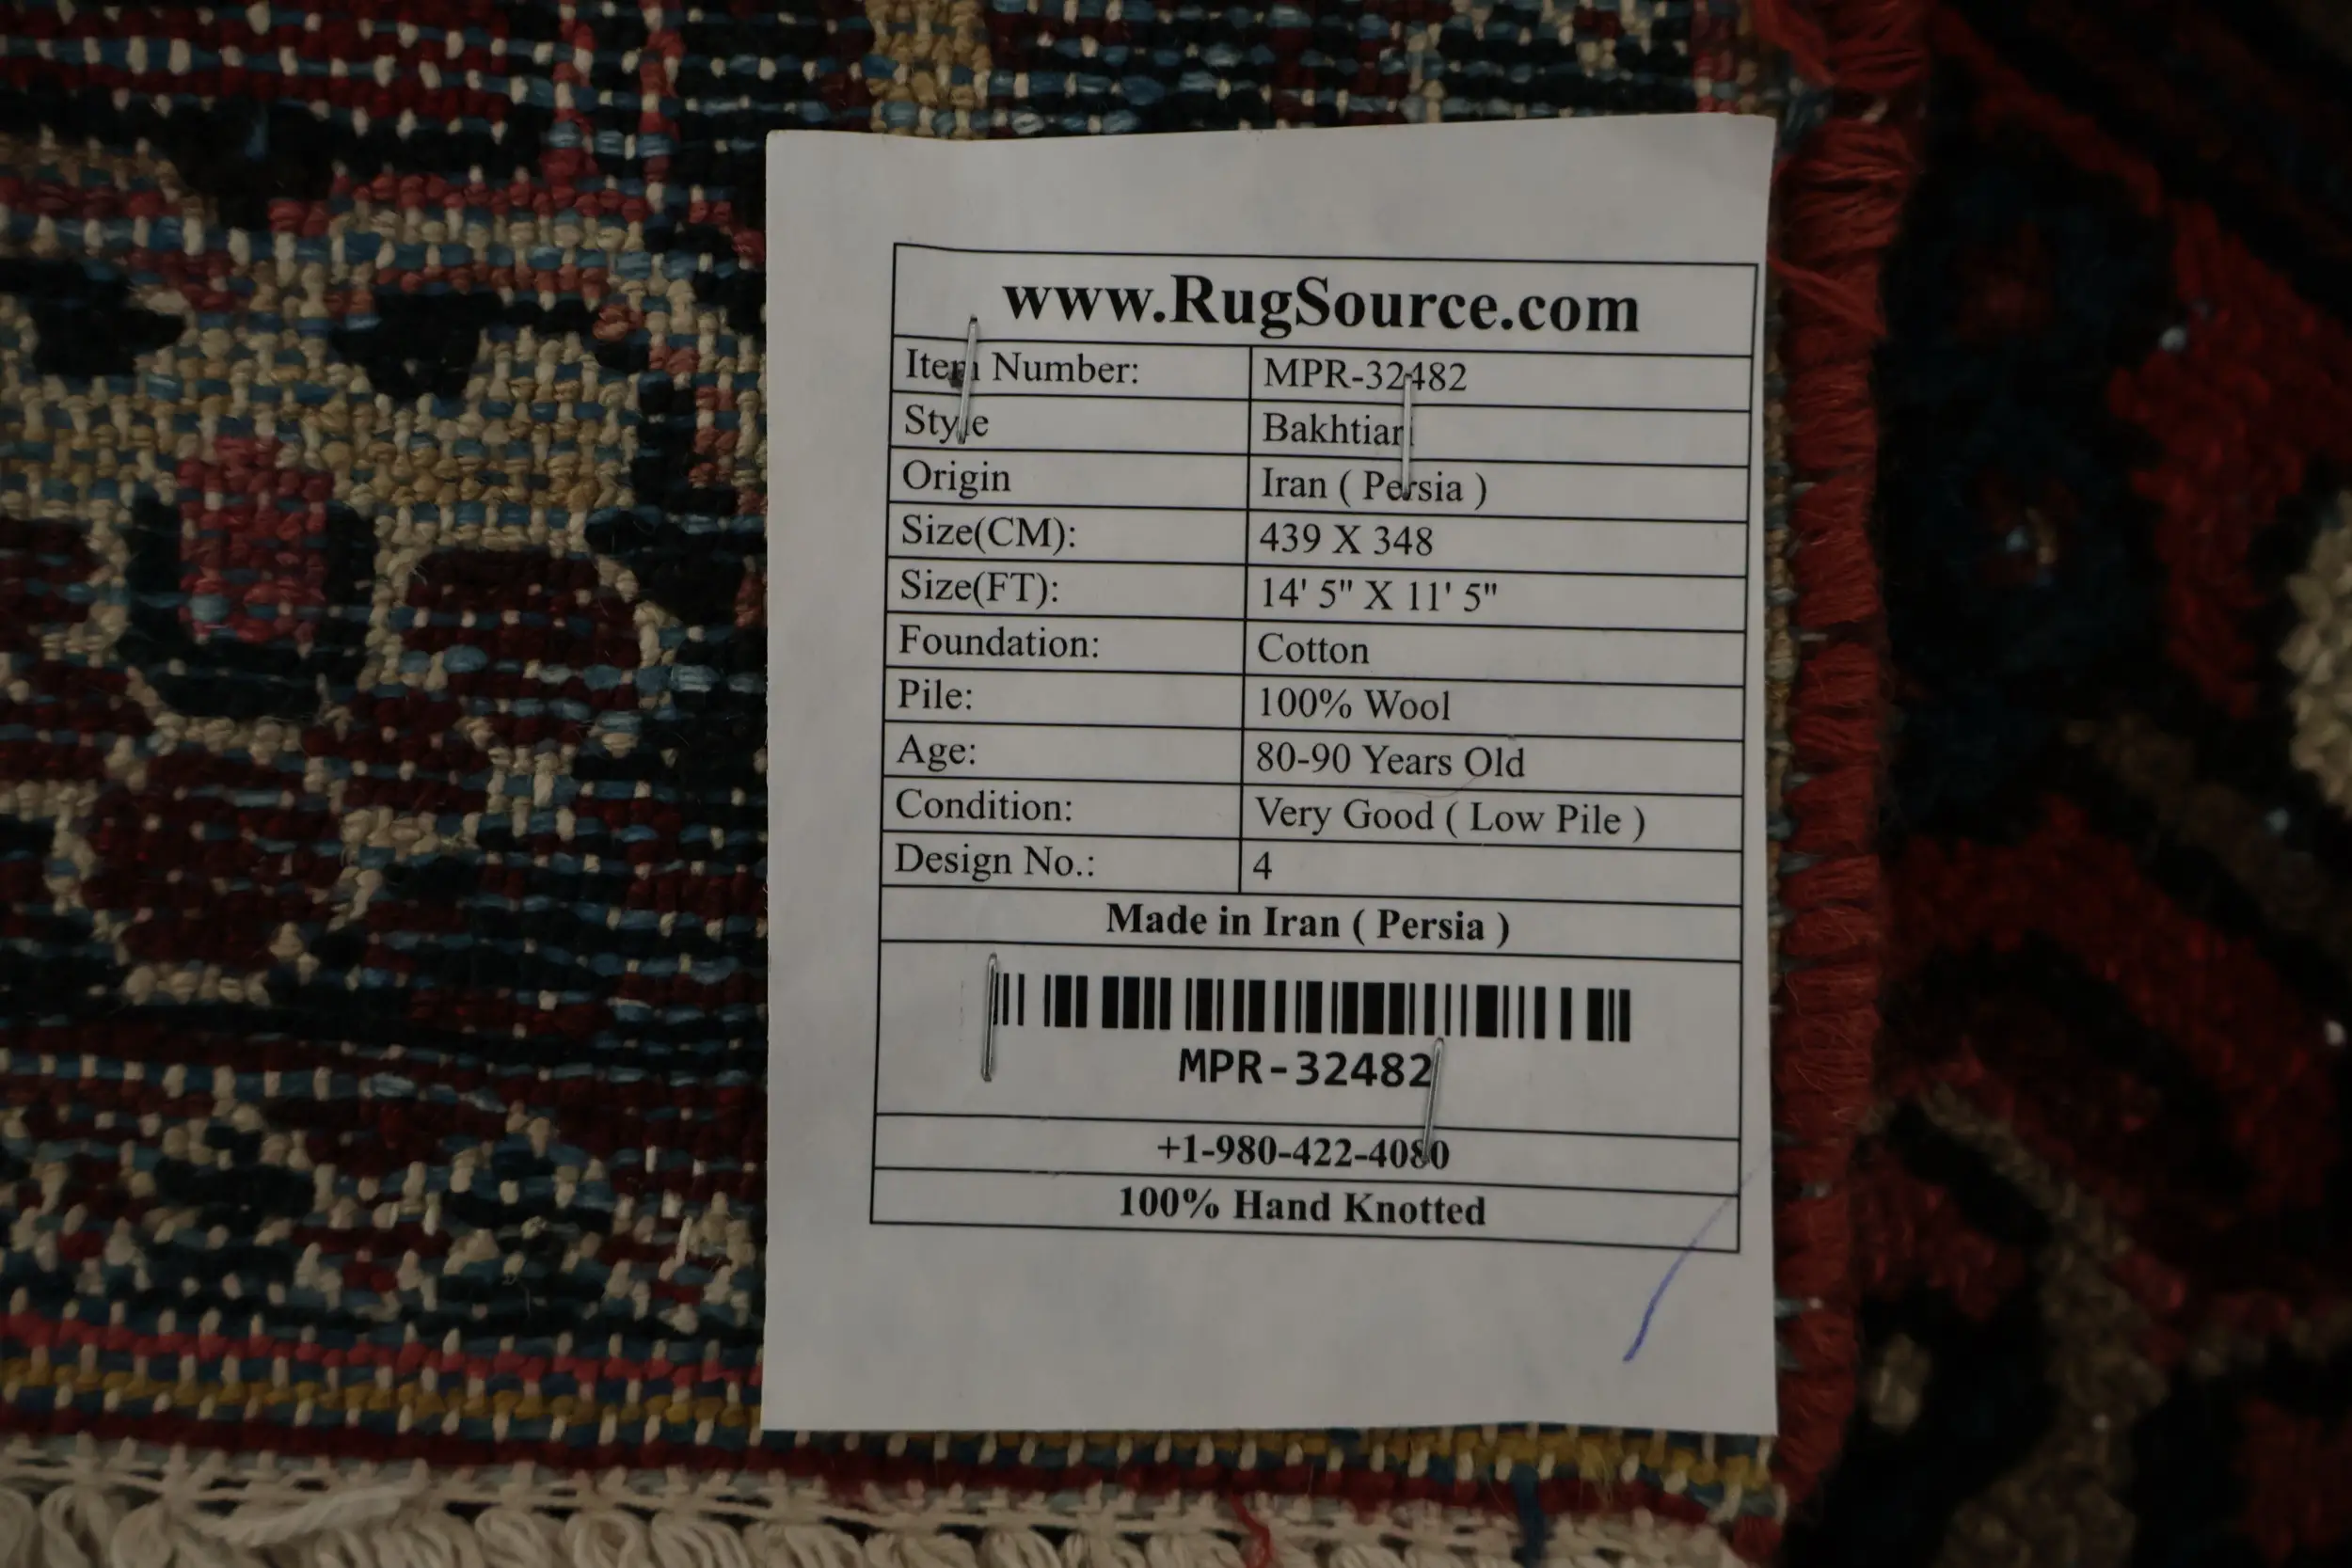 www.RugSource.com
Item Number: MPR-32482
Style Bakhtiari
Origin Iran ( Persia )
Size(CM): 439 X 348
Size(FT): 14' 5" X 11' 5"
Foundation: Cotton
Pile: 100% Wool
Age: 80-90 Years Old
Condition: Very Good ( Low Pile )
Design No.: 4
Made in Iran ( Persia )
MPR-32482
+1-980-422-4080
100% Hand Knotted